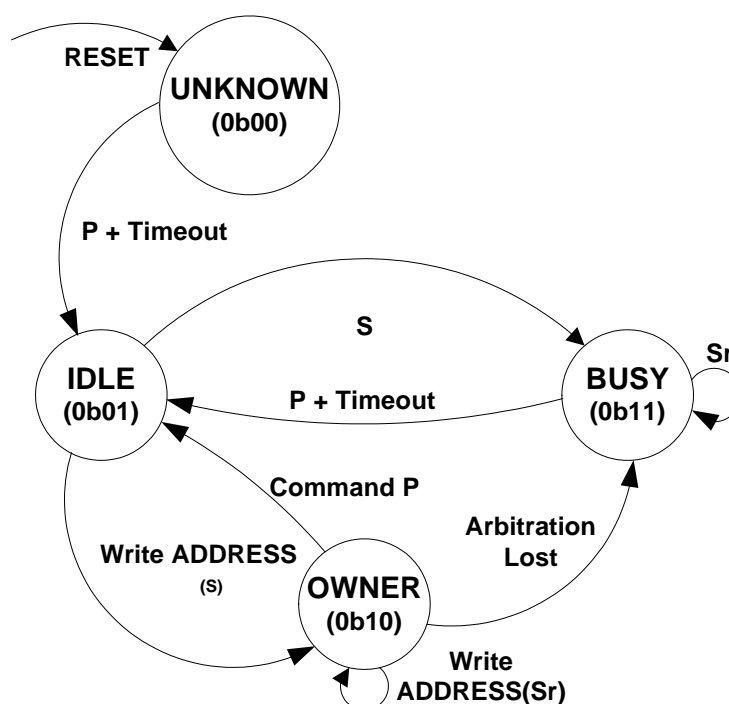 RESET
UNKNOWN
(0b00)
P + Timeout
S
IDLE
(0b01)
BUSY
(0b11)
Sr
P + Timeout
Command P
Arbitration
Lost
Write ADDRESS
(S)
OWNER
(0b10)
Write
ADDRESS(Sr)